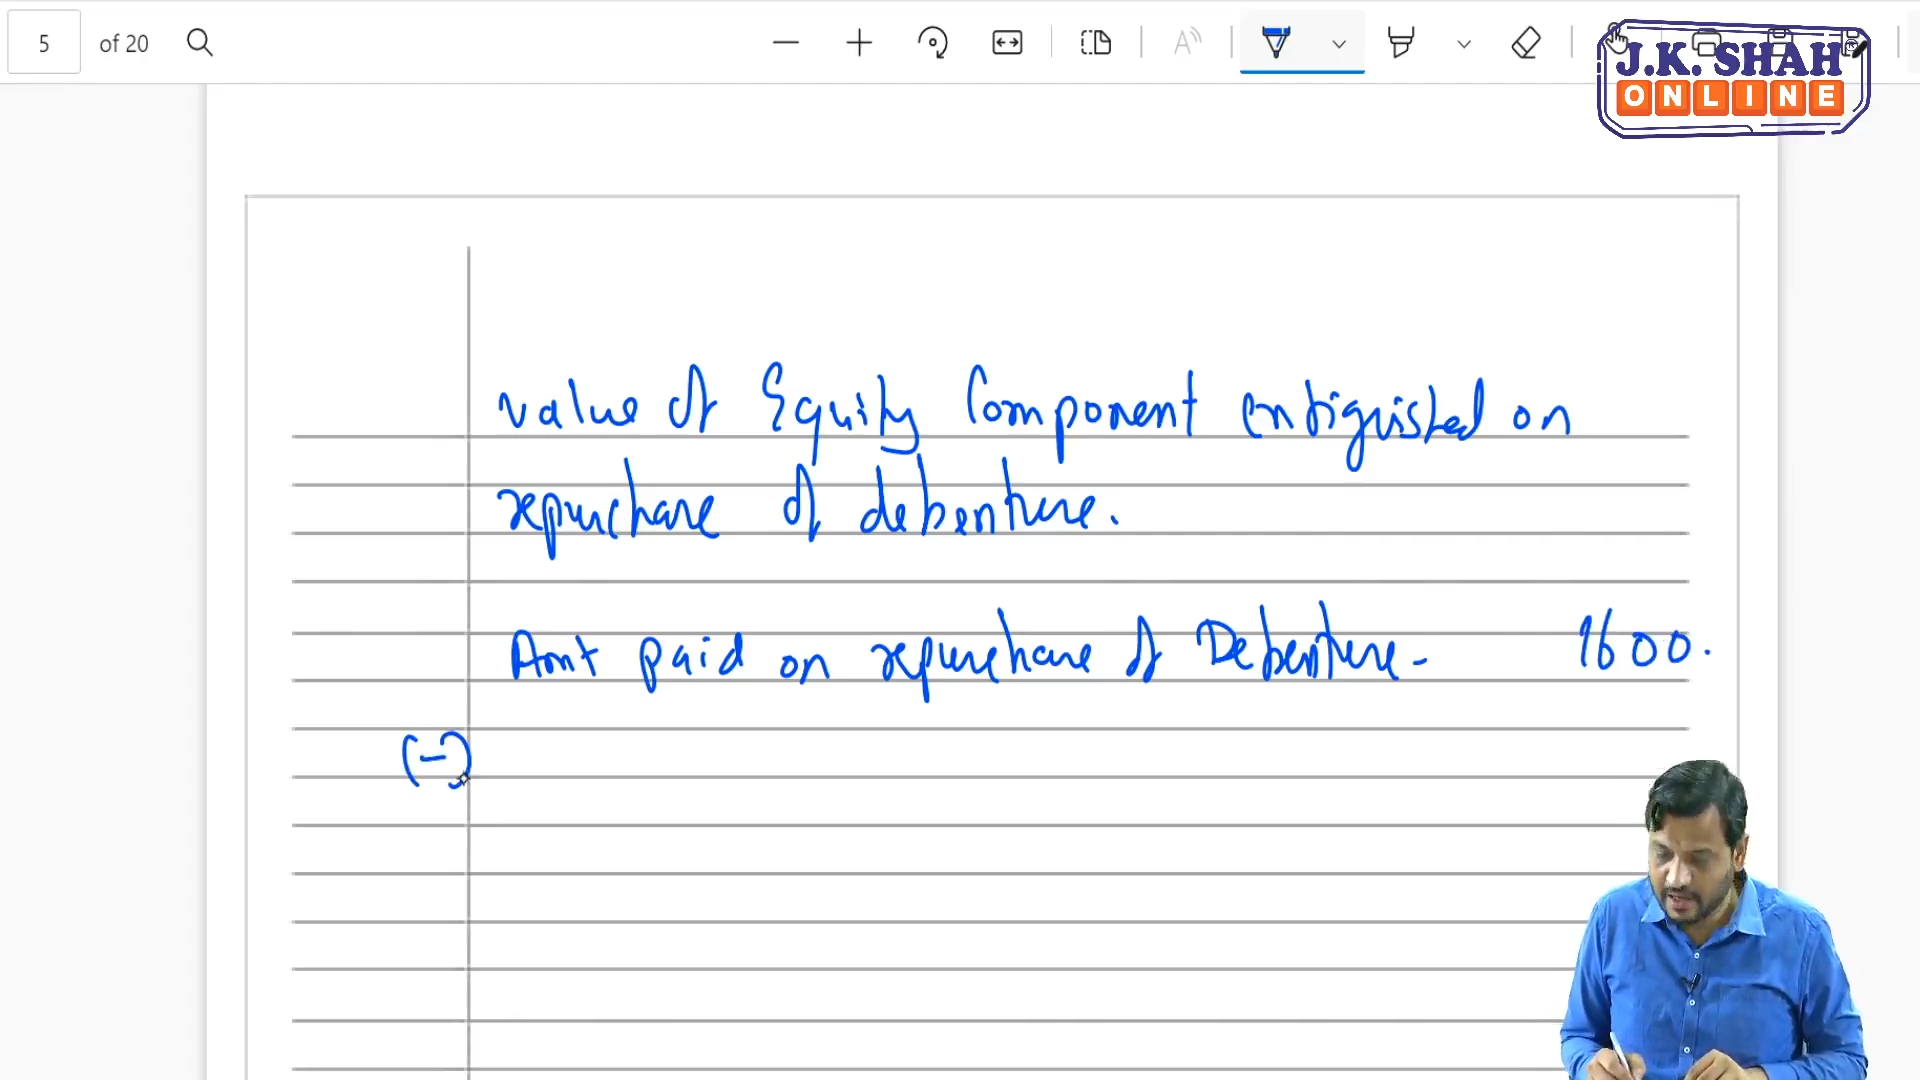 5 of 20
J.K. SHAH
ONLINE
value of Equity Component entiguished on
repurchase of debenture.
Amt paid on repurchase of Debenture - 1600.
(-)